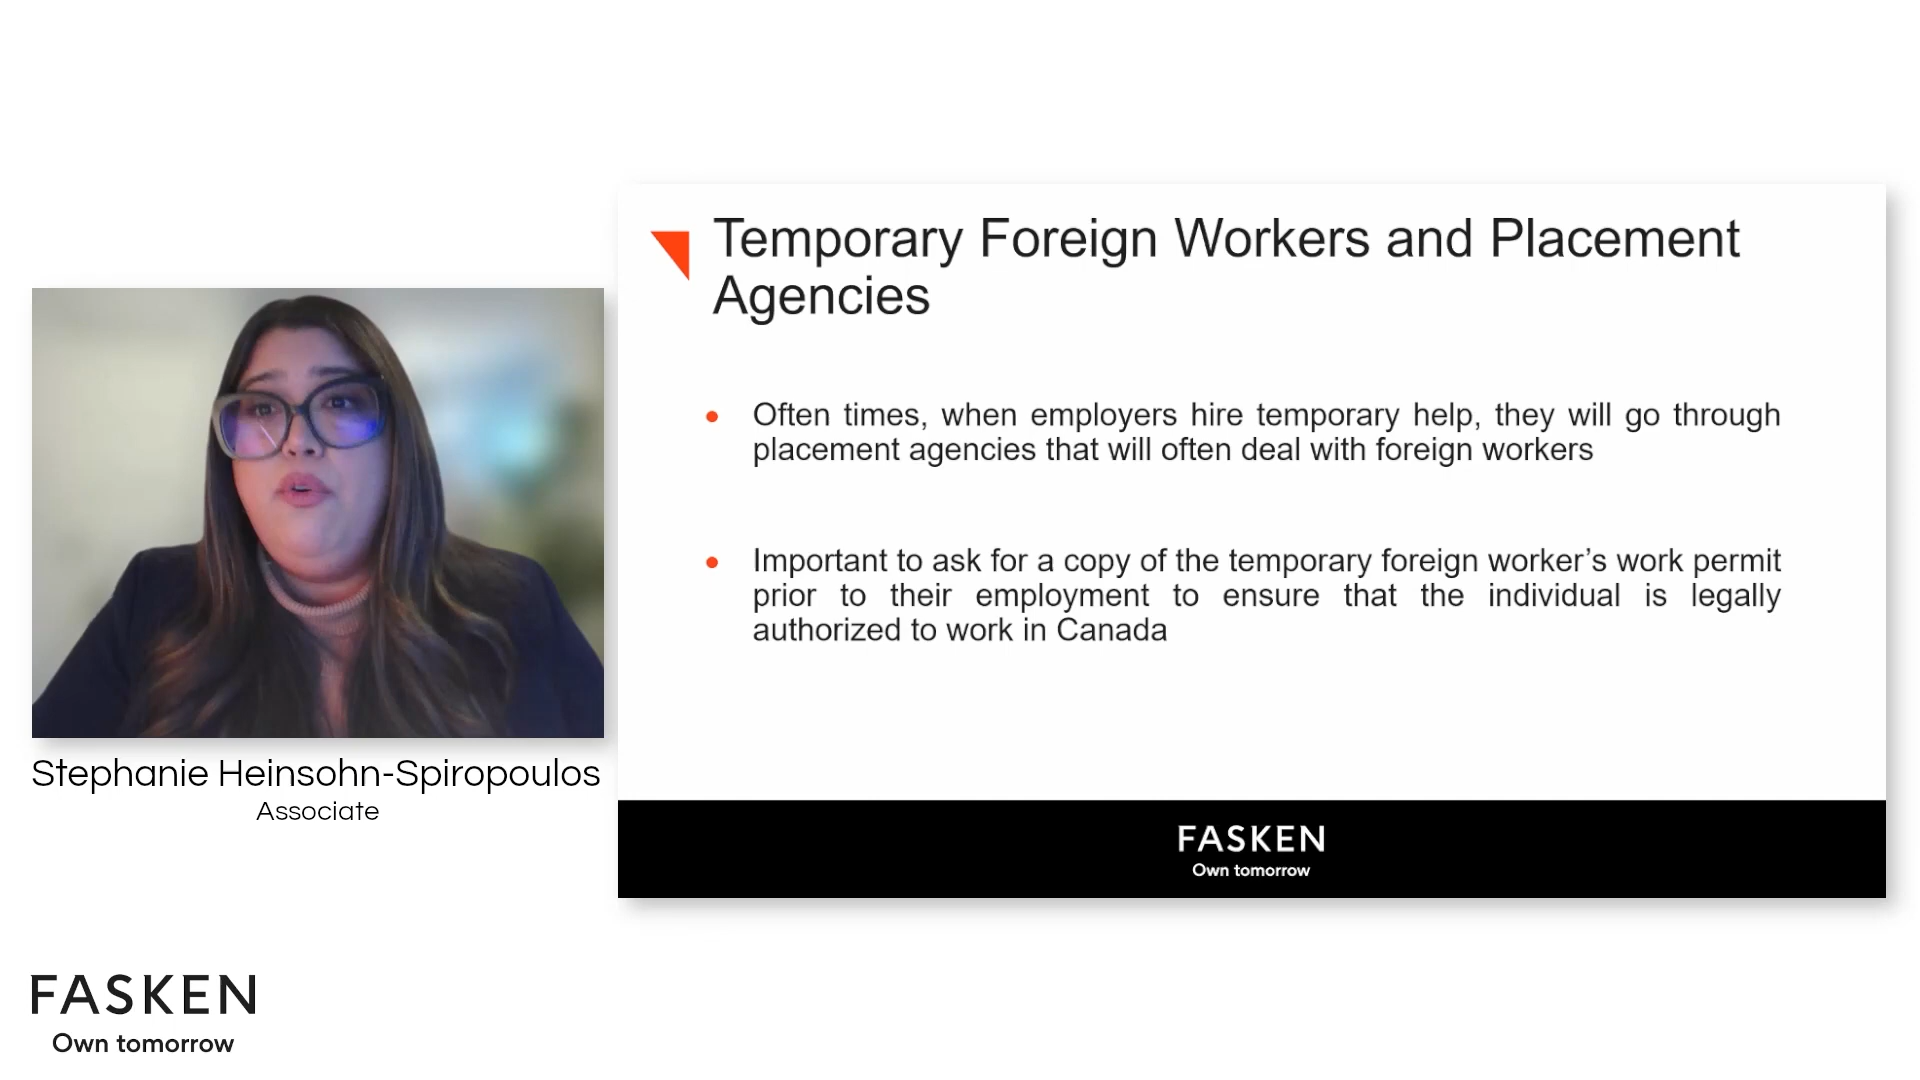 Temporary Foreign Workers and Placement
Agencies
• Often times, when employers hire temporary help, they will go through
placement agencies that will often deal with foreign workers
• Important to ask for a copy of the temporary foreign worker’s work permit
prior to their employment to ensure that the individual is legally
authorized to work in Canada
FASKEN
Own tomorrow
Stephanie Heinsohn-Spiropoulos
Associate
FASKEN
Own tomorrow